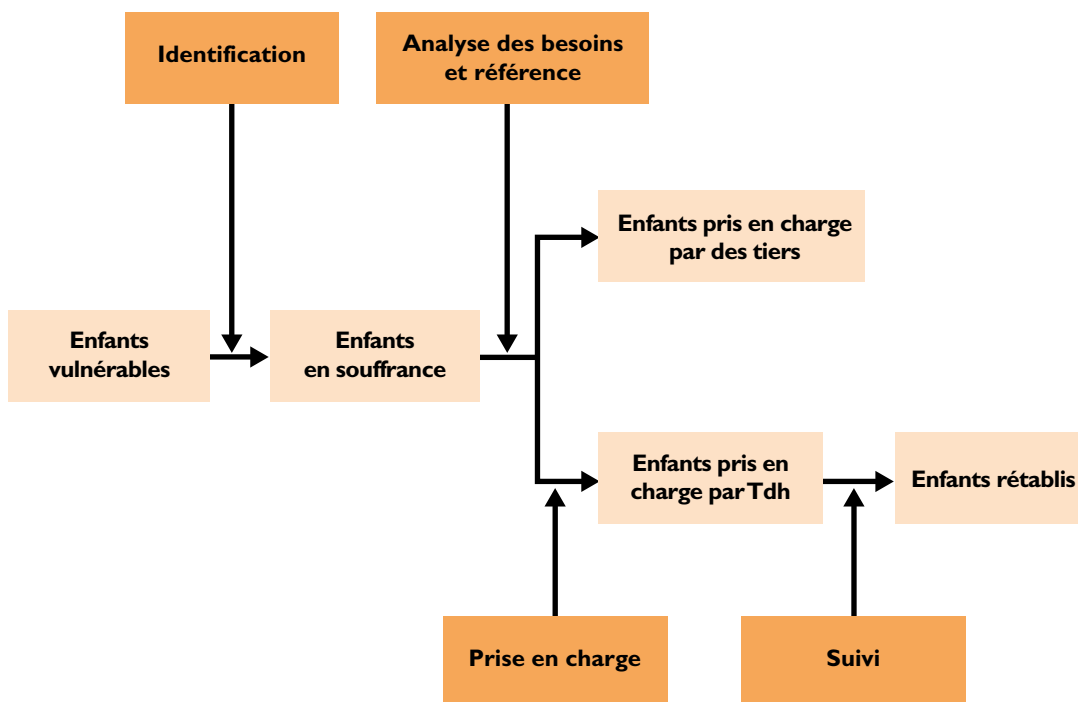 Identification
Analyse des besoins
et référence
Enfants pris en charge
par des tiers
Enfants
vulnérables
Enfants
en souffrance
Enfants pris en
charge par Tdh
Enfants rétablis
Prise en charge
Suivi